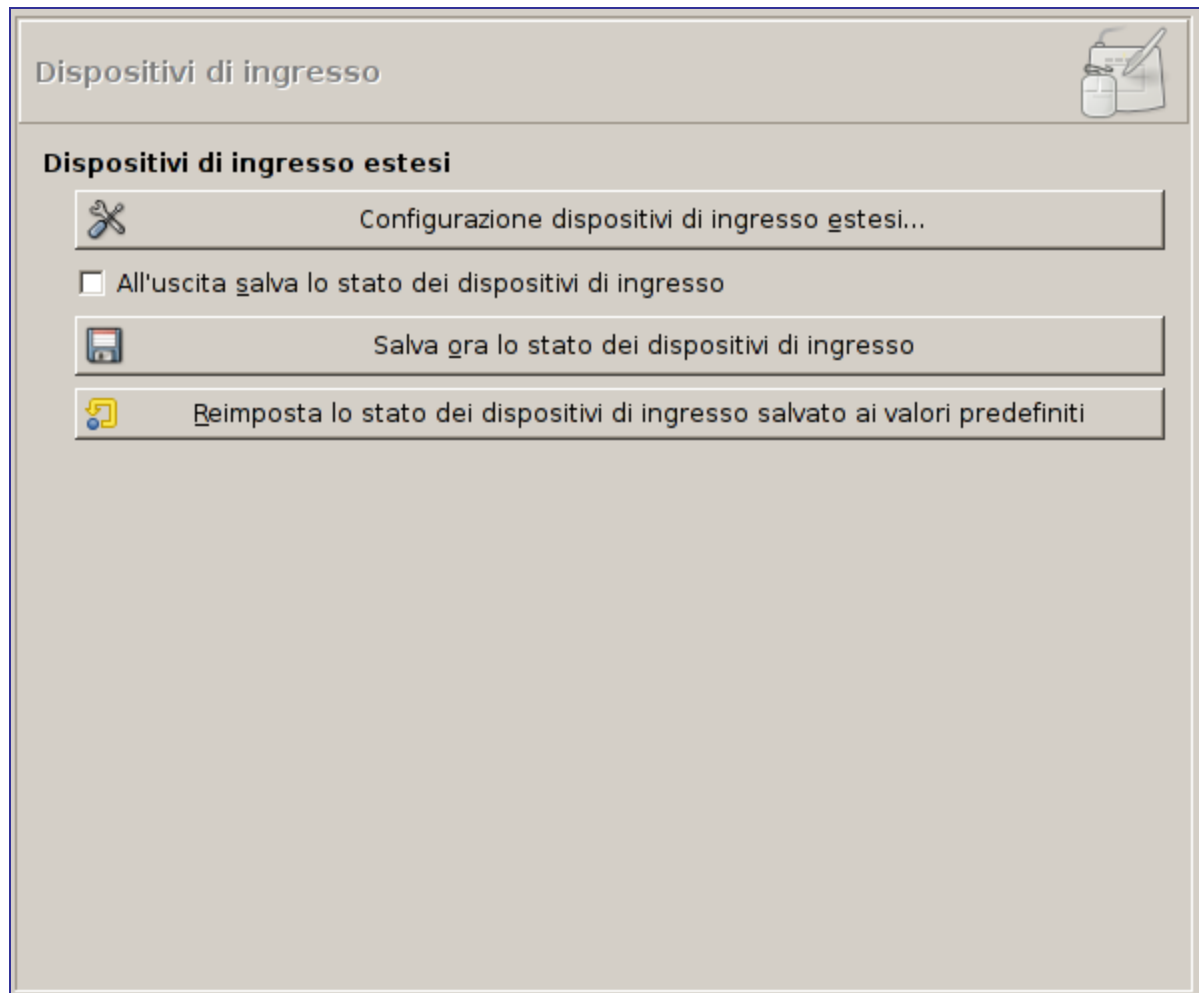 Dispositivi di ingresso
Dispositivi di ingresso estesi
Configurazione dispositivi di ingresso estesi...
All'uscita salva lo stato dei dispositivi di ingresso
Salva ora lo stato dei dispositivi di ingresso
Reimposta lo stato dei dispositivi di ingresso salvato ai valori predefiniti